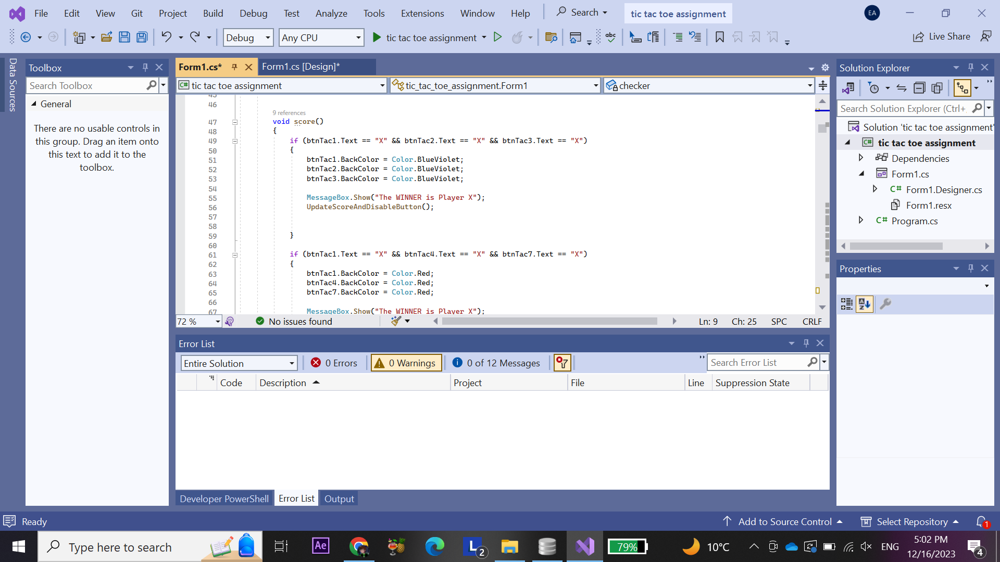 File Edit View Git Project Build Debug Test Analyze Tools Extensions Window Help Search tic tac toe assignment EA
Debug Any CPU tic tac toe assignment abc Live Share
Data Sources
Toolbox
Search Toolbox
General
There are no usable controls in
this group. Drag an item onto
this text to add it to the
toolbox.
Form1.cs* Form1.cs [Design]*
C# tic tac toe assignment tic_tac_toe_assignment.Form1 checker
45
46
9 references
47 void score()
48 {
49 if (btnTac1.Text == "X" && btnTac2.Text == "X" && btnTac3.Text == "X")
50 {
51 btnTac1.BackColor = Color.BlueViolet;
52 btnTac2.BackColor = Color.BlueViolet;
53 btnTac3.BackColor = Color.BlueViolet;
54
55 MessageBox.Show("The WINNER is Player X");
56 UpdateScoreAndDisableButton();
57
58
59 }
60
61 if (btnTac1.Text == "X" && btnTac4.Text == "X" && btnTac7.Text == "X")
62 {
63 btnTac1.BackColor = Color.Red;
64 btnTac4.BackColor = Color.Red;
65 btnTac7.BackColor = Color.Red;
66
67 MessageBox.Show("The WINNER is Player X");
72 % No issues found Ln: 9 Ch: 25 SPC CRLF
Error List
Entire Solution 0 Errors 0 Warnings 0 of 12 Messages Search Error List
Code Description Project File Line Suppression State
Developer PowerShell Error List Output
Solution Explorer
Search Solution Explorer (Ctrl+
Solution 'tic tac toe assignment'
C# tic tac toe assignment
Dependencies
Form1.cs
C# Form1.Designer.cs
Form1.resx
C# Program.cs
Properties
Ready Add to Source Control Select Repository 1
Type here to search Ae L 2 79% 10°C ENG 5:02 PM
12/16/2023 4